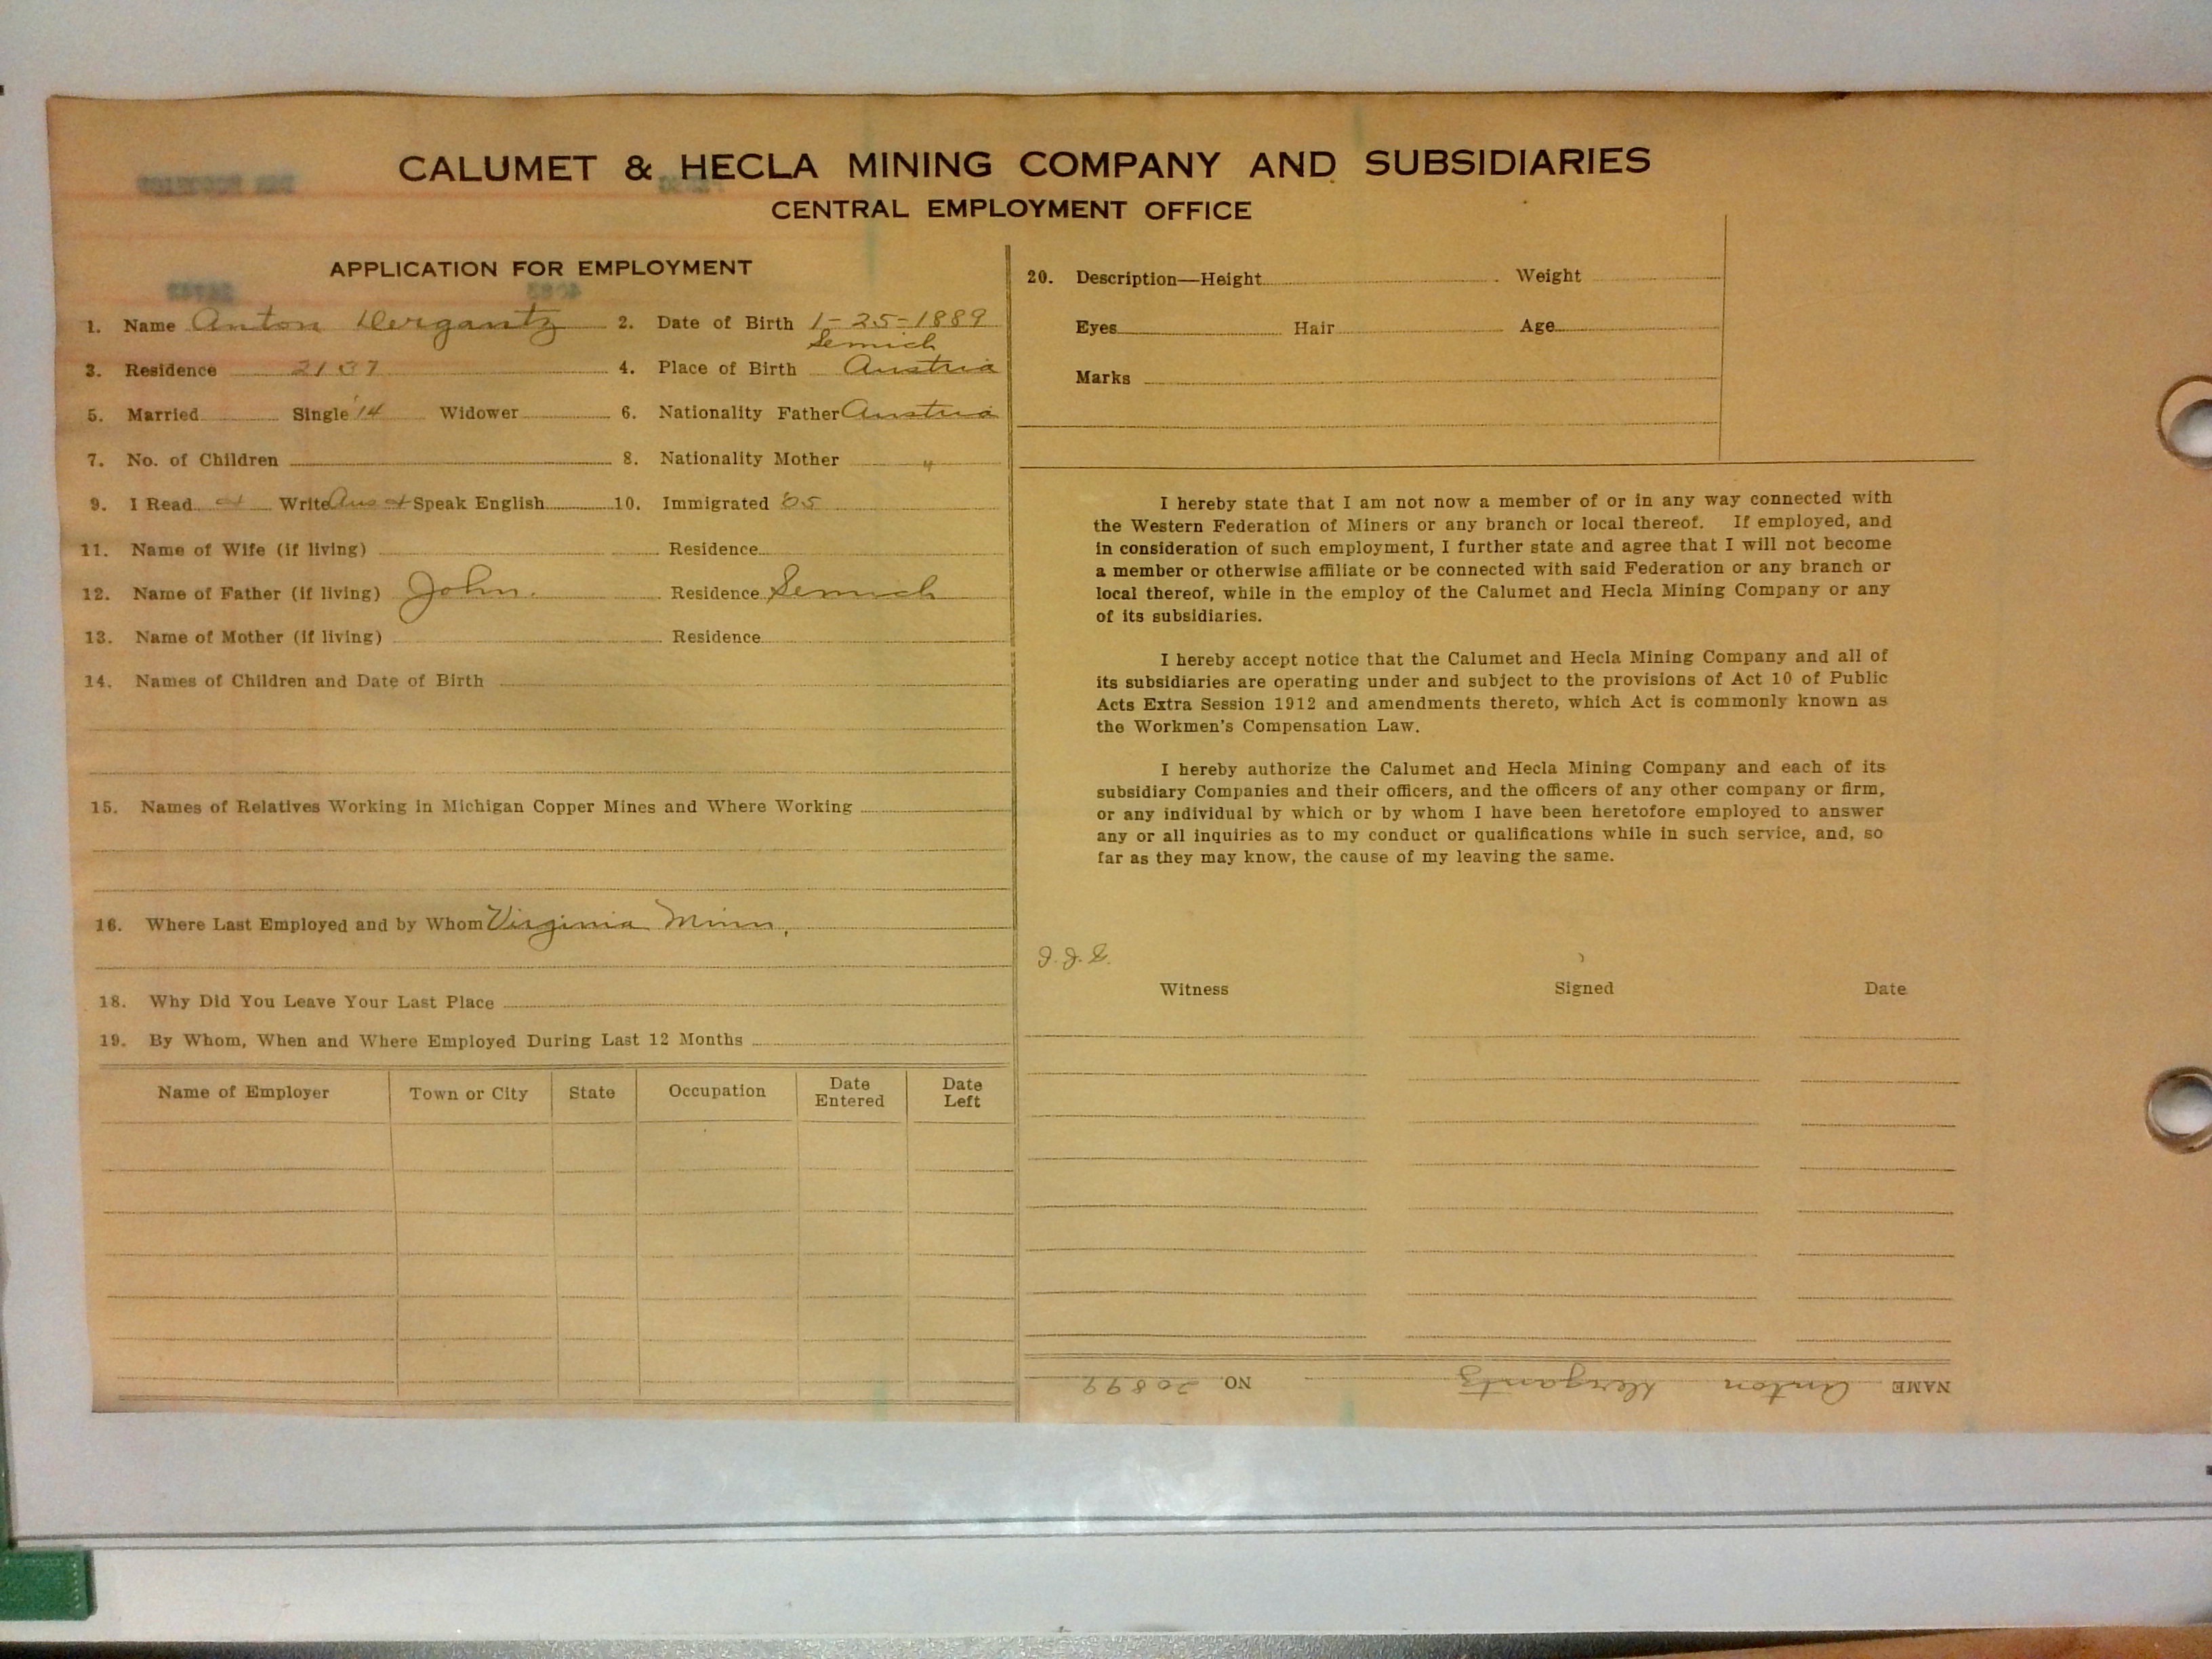 CALUMET & HECLA MINING COMPANY AND SUBSIDIARIES
CENTRAL EMPLOYMENT OFFICE
APPLICATION FOR EMPLOYMENT
1. Name Anton Dergantz 2. Date of Birth 1-25-1889
Semich
3. Residence 2137 4. Place of Birth Austria
5. Married Single '14 Widower 6. Nationality Father Austria
7. No. of Children 8. Nationality Mother "
9. I Read Write Aus Speak English 10. Immigrated '05
11. Name of Wife (if living) Residence
12. Name of Father (if living) John. Residence Semich
13. Name of Mother (if living) Residence
14. Names of Children and Date of Birth
15. Names of Relatives Working in Michigan Copper Mines and Where Working
16. Where Last Employed and by Whom Virginia Minn.
18. Why Did You Leave Your Last Place
19. By Whom, When and Where Employed During Last 12 Months
Name of Employer Town or City State Occupation Date Entered Date Left
20. Description—Height Weight
Eyes Hair Age
Marks
I hereby state that I am not now a member of or in any way connected with
the Western Federation of Miners or any branch or local thereof. If employed, and
in consideration of such employment, I further state and agree that I will not become
a member or otherwise affiliate or be connected with said Federation or any branch or
local thereof, while in the employ of the Calumet and Hecla Mining Company or any
of its subsidiaries.
I hereby accept notice that the Calumet and Hecla Mining Company and all of
its subsidiaries are operating under and subject to the provisions of Act 10 of Public
Acts Extra Session 1912 and amendments thereto, which Act is commonly known as
the Workmen's Compensation Law.
I hereby authorize the Calumet and Hecla Mining Company and each of its
subsidiary Companies and their officers, and the officers of any other company or firm,
or any individual by which or by whom I have been heretofore employed to answer
any or all inquiries as to my conduct or qualifications while in such service, and, so
far as they may know, the cause of my leaving the same.
Witness Signed Date
NAME Anton Dergantz NO. 20899